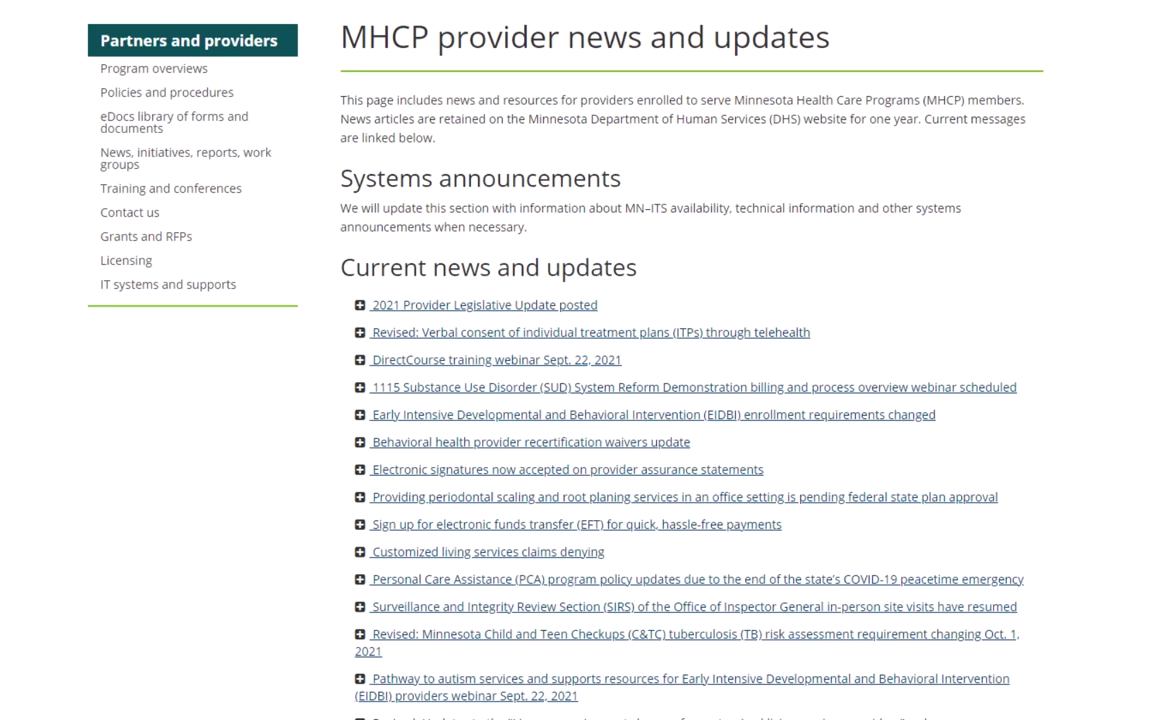 Partners and providers
Program overviews
Policies and procedures
eDocs library of forms and
documents
News, initiatives, reports, work
groups
Training and conferences
Contact us
Grants and RFPs
Licensing
IT systems and supports
MHCP provider news and updates
This page includes news and resources for providers enrolled to serve Minnesota Health Care Programs (MHCP) members.
News articles are retained on the Minnesota Department of Human Services (DHS) website for one year. Current messages
are linked below.
Systems announcements
We will update this section with information about MN–ITS availability, technical information and other systems
announcements when necessary.
Current news and updates
2021 Provider Legislative Update posted
Revised: Verbal consent of individual treatment plans (ITPs) through telehealth
DirectCourse training webinar Sept. 22, 2021
1115 Substance Use Disorder (SUD) System Reform Demonstration billing and process overview webinar scheduled
Early Intensive Developmental and Behavioral Intervention (EIDBI) enrollment requirements changed
Behavioral health provider recertification waivers update
Electronic signatures now accepted on provider assurance statements
Providing periodontal scaling and root planing services in an office setting is pending federal state plan approval
Sign up for electronic funds transfer (EFT) for quick, hassle-free payments
Customized living services claims denying
Personal Care Assistance (PCA) program policy updates due to the end of the state’s COVID-19 peacetime emergency
Surveillance and Integrity Review Section (SIRS) of the Office of Inspector General in-person site visits have resumed
Revised: Minnesota Child and Teen Checkups (C&TC) tuberculosis (TB) risk assessment requirement changing Oct. 1,
2021
Pathway to autism services and supports resources for Early Intensive Developmental and Behavioral Intervention
(EIDBI) providers webinar Sept. 22, 2021